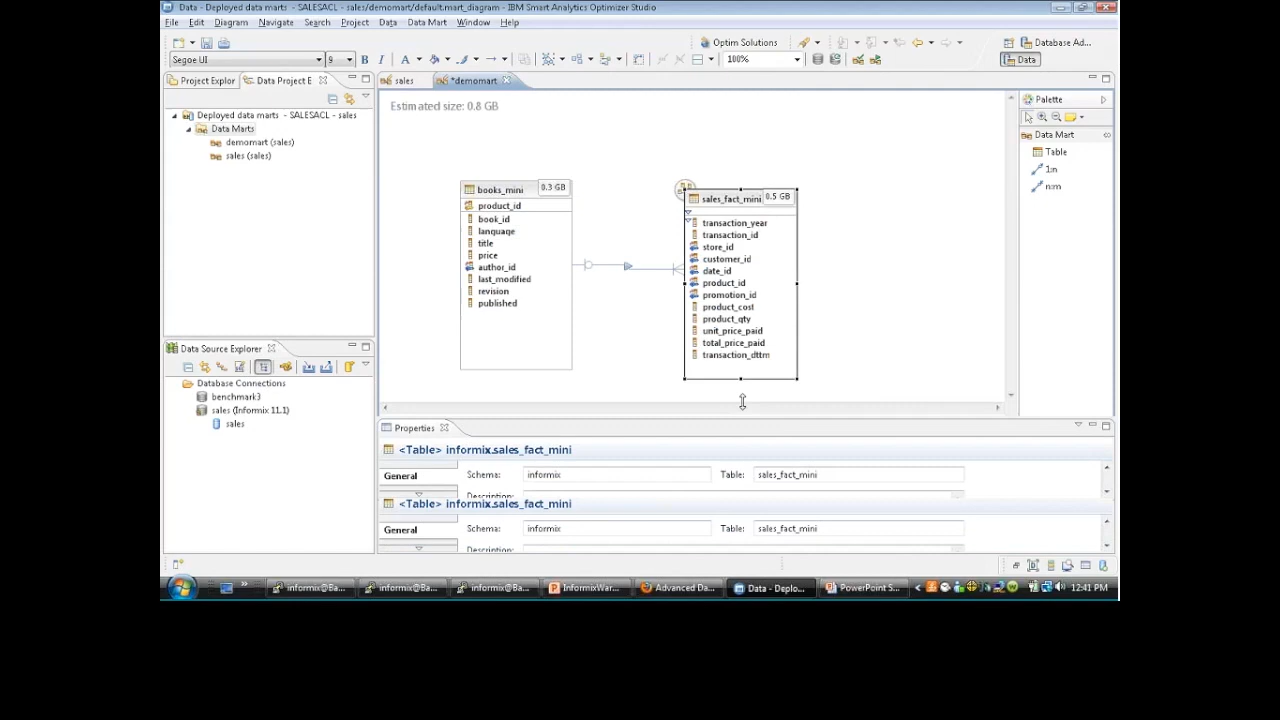 Data - Deployed data marts - SALESACL - sales/demomart/default.mart_diagram - IBM Smart Analytics Optimizer Studio
File Edit Diagram Navigate Search Project Data Data Mart Window Help
Optim Solutions
Database Ad...
Segoe UI 9 B I A 100% Data
Project Explor Data Project E
sales *demomart
Deployed data marts - SALESACL - sales
Data Marts
demomart (sales)
sales (sales)
Estimated size: 0.8 GB
books_mini 0.3 GB
product_id
book_id
language
title
price
author_id
last_modified
revision
published
sales_fact_mini 0.5 GB
transaction_year
transaction_id
store_id
customer_id
date_id
product_id
promotion_id
product_cost
product_qty
unit_price_paid
total_price_paid
transaction_dttm
Palette
Data Mart
Table
1:n
n:m
Data Source Explorer
Database Connections
benchmark3
sales (Informix 11.1)
sales
Properties
<Table> informix.sales_fact_mini
General Schema: informix Table: sales_fact_mini
Description:
<Table> informix.sales_fact_mini
General Schema: informix Table: sales_fact_mini
Description:
informix@Ba... informix@Ba... informix@Ba... InformixWar... Advanced Da... Data - Deplo... PowerPoint S... 12:41 PM